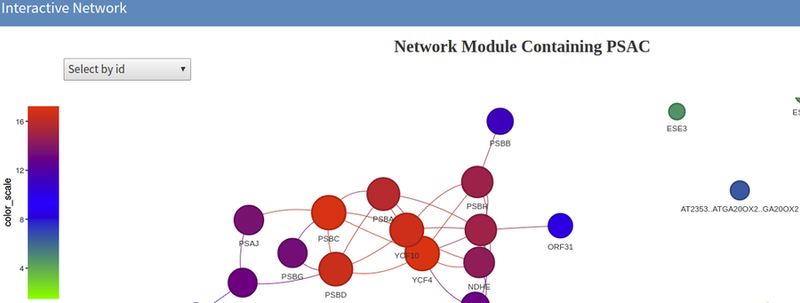 Interactive Network
Network Module Containing PSAC
Select by id
16
12
8
4
color_scale
PSBB
ESE3
ES
PSBA
PSBH
AT2353..ATGA20OX2..GA20OX2
PSAJ
PSBC
ORF31
YCF10
PSBG
YCF4
NDHE
PSBD